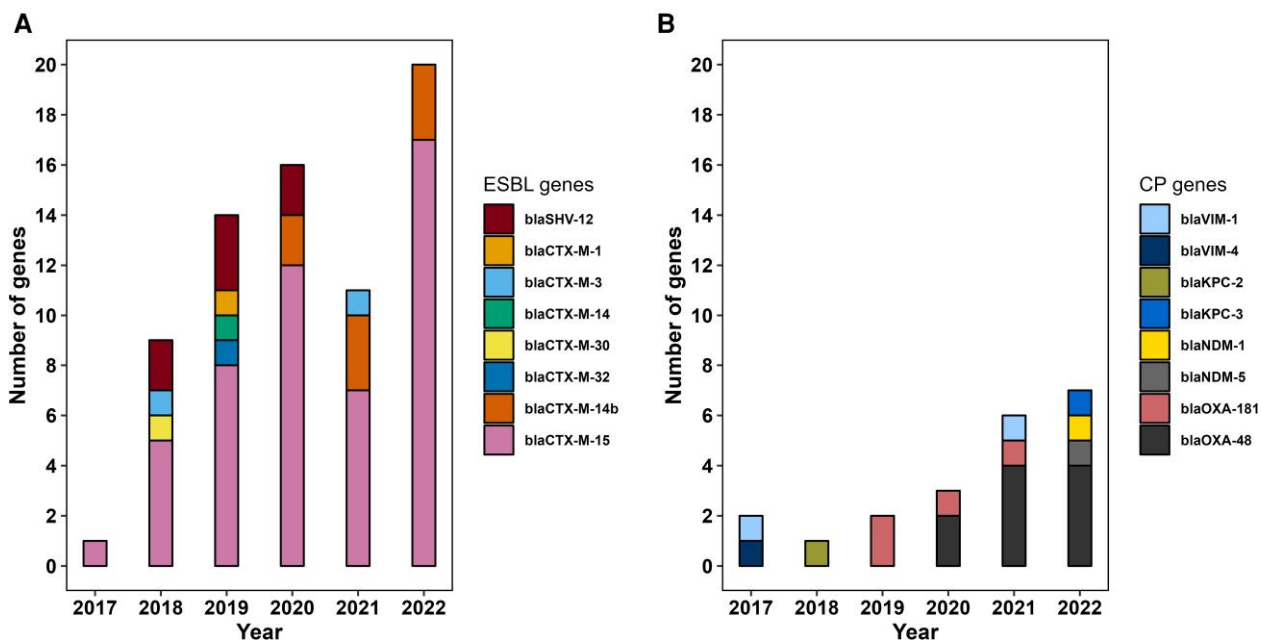 A
Number of genes
20
18
16
14
12
10
8
6
4
2
0
2017 2018 2019 2020 2021 2022
Year
ESBL genes
blaSHV-12
blaCTX-M-1
blaCTX-M-3
blaCTX-M-14
blaCTX-M-30
blaCTX-M-32
blaCTX-M-14b
blaCTX-M-15
B
Number of genes
20
18
16
14
12
10
8
6
4
2
0
2017 2018 2019 2020 2021 2022
Year
CP genes
blaVIM-1
blaVIM-4
blaKPC-2
blaKPC-3
blaNDM-1
blaNDM-5
blaOXA-181
blaOXA-48